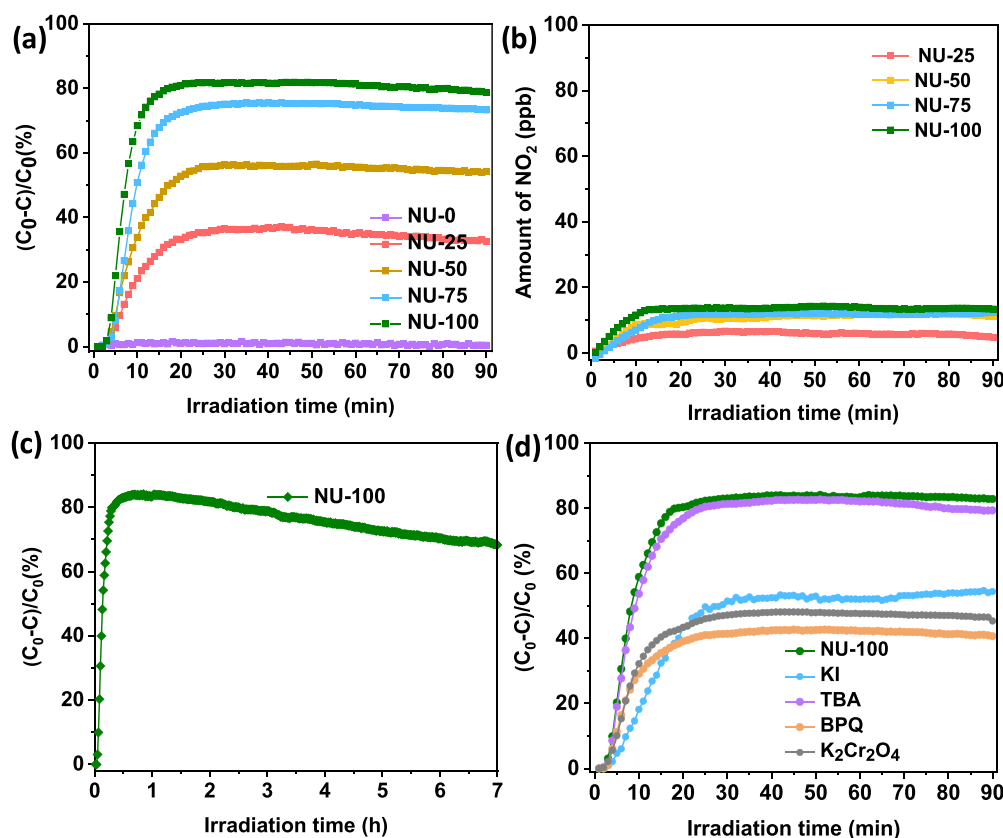 (a)
(C0-C)/C0(%)
100
80
60
40
20
0
NU-0
NU-25
NU-50
NU-75
NU-100
0 10 20 30 40 50 60 70 80 90
Irradiation time (min)
(b)
Amount of NO2 (ppb)
100
80
60
40
20
0
NU-25
NU-50
NU-75
NU-100
0 10 20 30 40 50 60 70 80 90
Irradiation time (min)
(c)
(C0-C)/C0(%)
100
80
60
40
20
0
NU-100
0 1 2 3 4 5 6 7
Irradiation time (h)
(d)
(C0-C)/C0 (%)
100
80
60
40
20
0
NU-100
KI
TBA
BPQ
K2Cr2O4
0 10 20 30 40 50 60 70 80 90
Irradiation time (min)